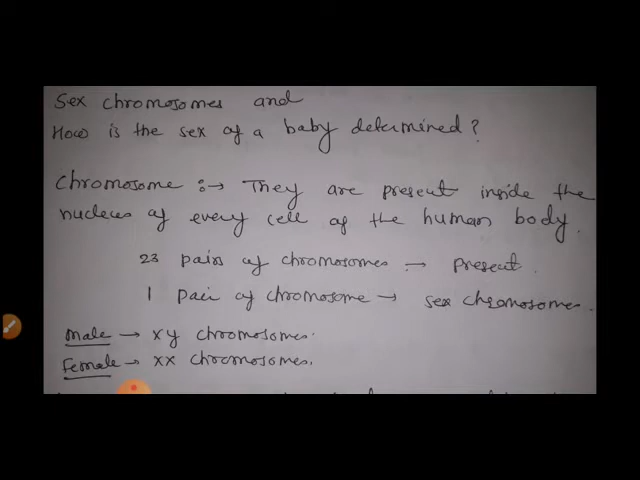 Sex chromosomes and
How is the sex of a baby determined?
Chromosome :→ They are present inside the
nucleus of every cell of the human body.
23 pairs of chromosomes → present.
1 pair of chromosome → sex chromosomes.
Male → xy chromosomes.
Female → xx chromosomes.